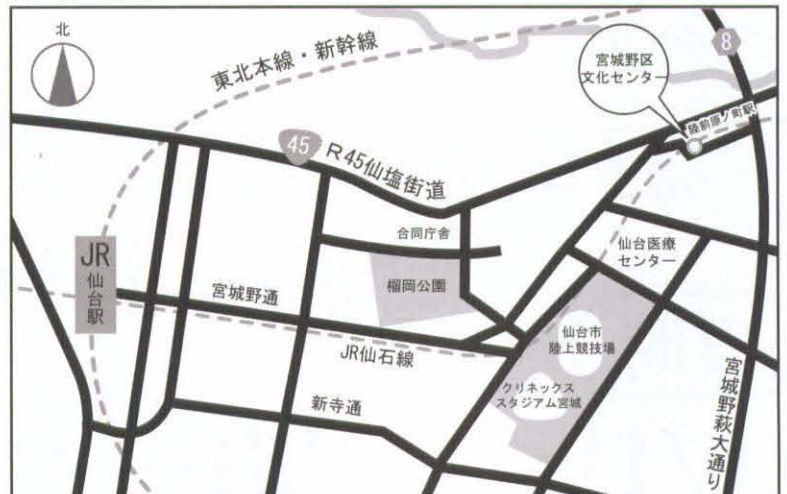 北
東北本線・新幹線
8
宮城野区
文化センター
陸前原ノ町駅
45
R45仙塩街道
合同庁舎
仙台医療
センター
JR
仙台駅
宮城野通
榴岡公園
仙台市
陸上競技場
JR仙石線
クリネックス
スタジアム宮城
新寺通
宮城野萩大通り